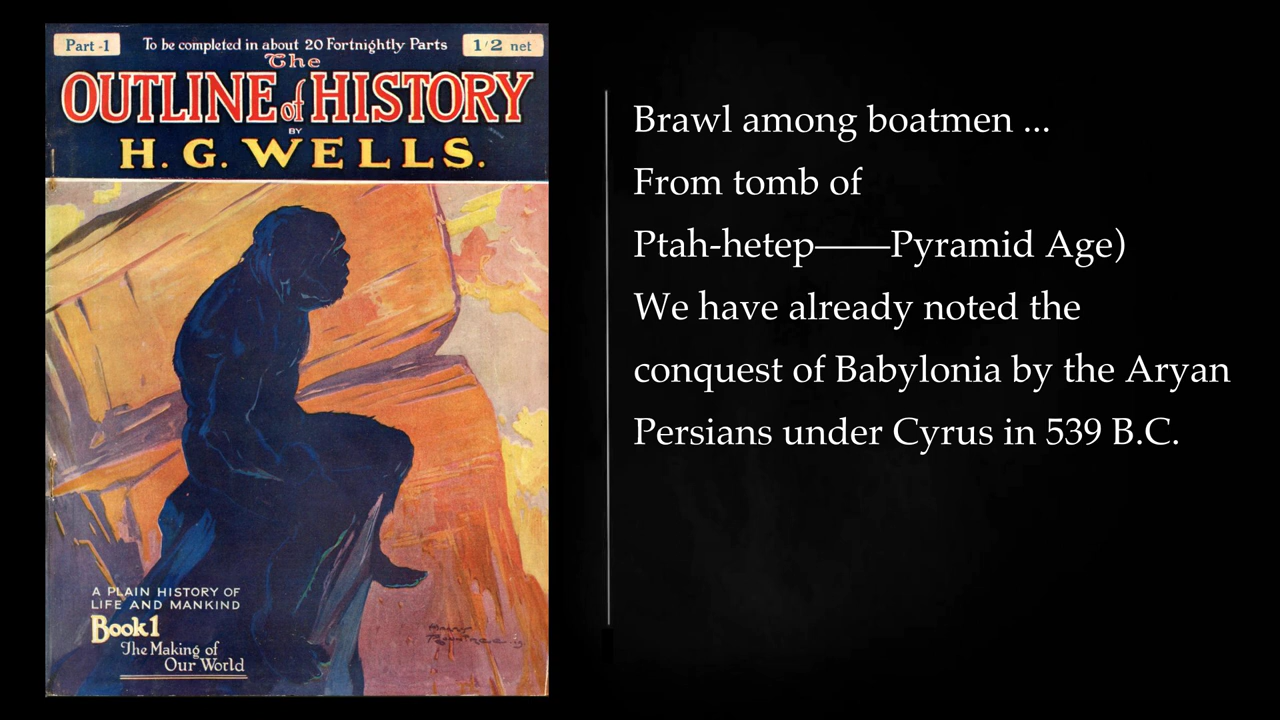 Part -1
To be completed in about 20 Fortnightly Parts
1/2 net
The
OUTLINE of HISTORY
BY
H. G. WELLS.
A PLAIN HISTORY OF
LIFE AND MANKIND
Book 1
The Making of
Our World
Brawl among boatmen ...
From tomb of
Ptah-hetep——Pyramid Age)
We have already noted the
conquest of Babylonia by the Aryan
Persians under Cyrus in 539 B.C.